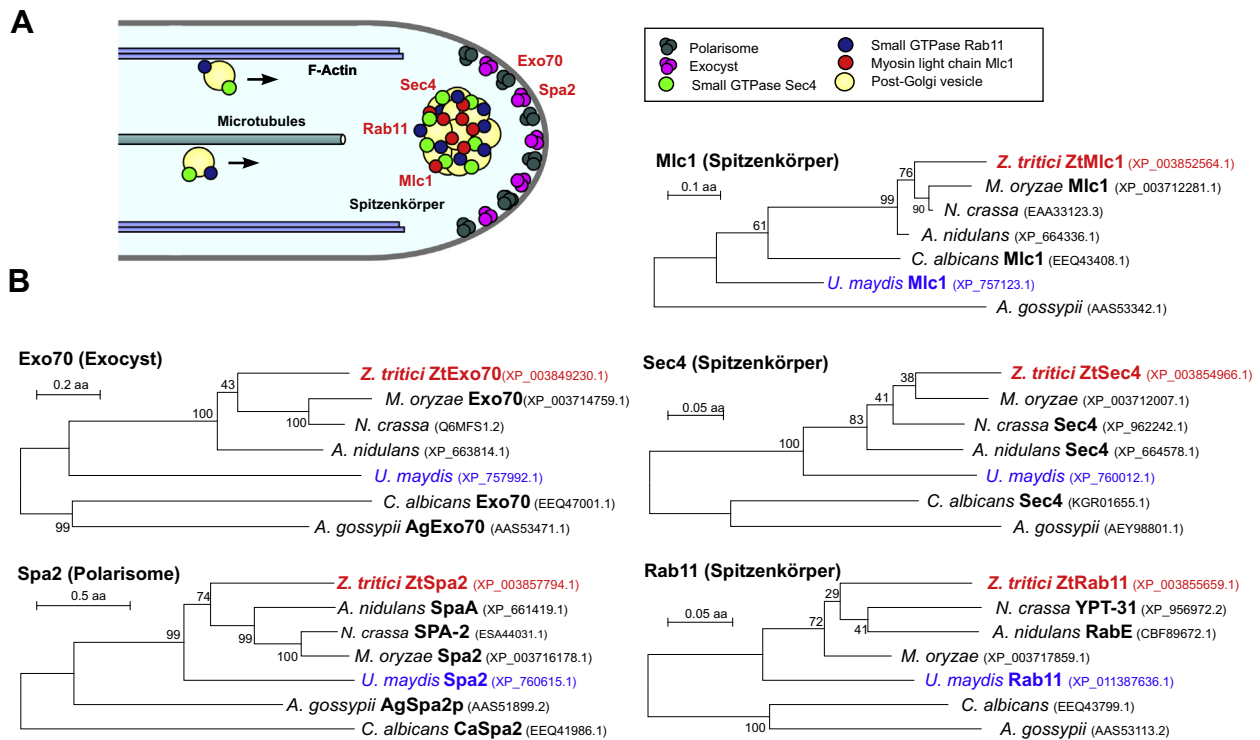 A
F-Actin
Microtubules
Spitzenkörper
Sec4
Rab11
Mlc1
Exo70
Spa2
Polarisome
Exocyst
Small GTPase Sec4
Small GTPase Rab11
Myosin light chain Mlc1
Post-Golgi vesicle
Mlc1 (Spitzenkörper)
0.1 aa
76
99
90
61
Z. tritici ZtMlc1 (XP_003852564.1)
M. oryzae Mlc1 (XP_003712281.1)
N. crassa (EAA33123.3)
A. nidulans (XP_664336.1)
C. albicans Mlc1 (EEQ43408.1)
U. maydis Mlc1 (XP_757123.1)
A. gossypii (AAS53342.1)
B
Exo70 (Exocyst)
0.2 aa
43
100
100
99
Z. tritici ZtExo70(XP_003849230.1)
M. oryzae Exo70(XP_003714759.1)
N. crassa (Q6MFS1.2)
A. nidulans (XP_663814.1)
U. maydis (XP_757992.1)
C. albicans Exo70 (EEQ47001.1)
A. gossypii AgExo70 (AAS53471.1)
Sec4 (Spitzenkörper)
0.05 aa
38
41
83
100
Z. tritici ZtSec4 (XP_003854966.1)
M. oryzae (XP_003712007.1)
N. crassa Sec4 (XP_962242.1)
A. nidulans Sec4 (XP_664578.1)
U. maydis (XP_760012.1)
C. albicans Sec4 (KGR01655.1)
A. gossypii (AEY98801.1)
Spa2 (Polarisome)
0.5 aa
74
99
99
100
Z. tritici ZtSpa2 (XP_003857794.1)
A. nidulans SpaA (XP_661419.1)
N. crassa SPA-2 (ESA44031.1)
M. oryzae Spa2 (XP_003716178.1)
U. maydis Spa2 (XP_760615.1)
A. gossypii AgSpa2p (AAS51899.2)
C. albicans CaSpa2 (EEQ41986.1)
Rab11 (Spitzenkörper)
0.05 aa
29
72
41
100
Z. tritici ZtRab11 (XP_003855659.1)
N. crassa YPT-31 (XP_956972.2)
A. nidulans RabE (CBF89672.1)
M. oryzae (XP_003717859.1)
U. maydis Rab11 (XP_011387636.1)
C. albicans (EEQ43799.1)
A. gossypii (AAS53113.2)